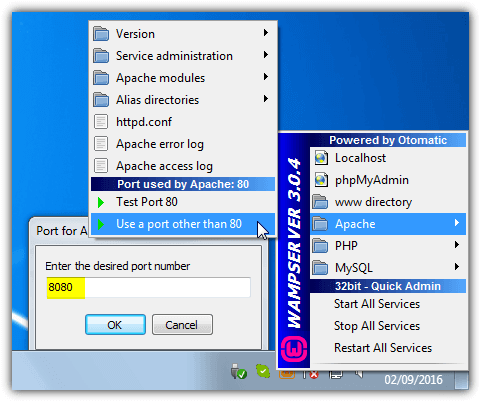 Version
Service administration
Apache modules
Alias directories
httpd.conf
Apache error log
Apache access log
Port used by Apache: 80
Test Port 80
Use a port other than 80
Port for A
Enter the desired port number
8080
OK
Cancel
WAMPSERVER 3.0.4
Powered by Otomatic
Localhost
phpMyAdmin
www directory
Apache
PHP
MySQL
32bit - Quick Admin
Start All Services
Stop All Services
Restart All Services
02/09/2016